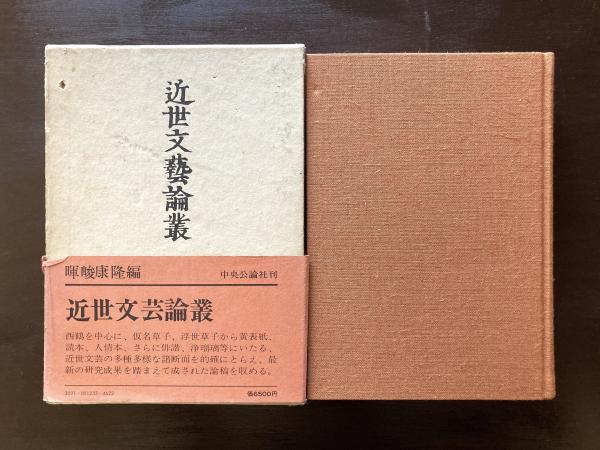 近世文藝論叢
暉峻康隆編
中央公論社刊
近世文芸論叢
西鶴を中心に、仮名草子、浮世草子から黄表紙、
読本、人情本、さらに俳諧、浄瑠璃等にいたる、
近世文芸の多種多様な諸断面を的確にとらえ、最
新の研究成果を踏まえて成された論稿を収める。
3091-001233-4622
価6500円